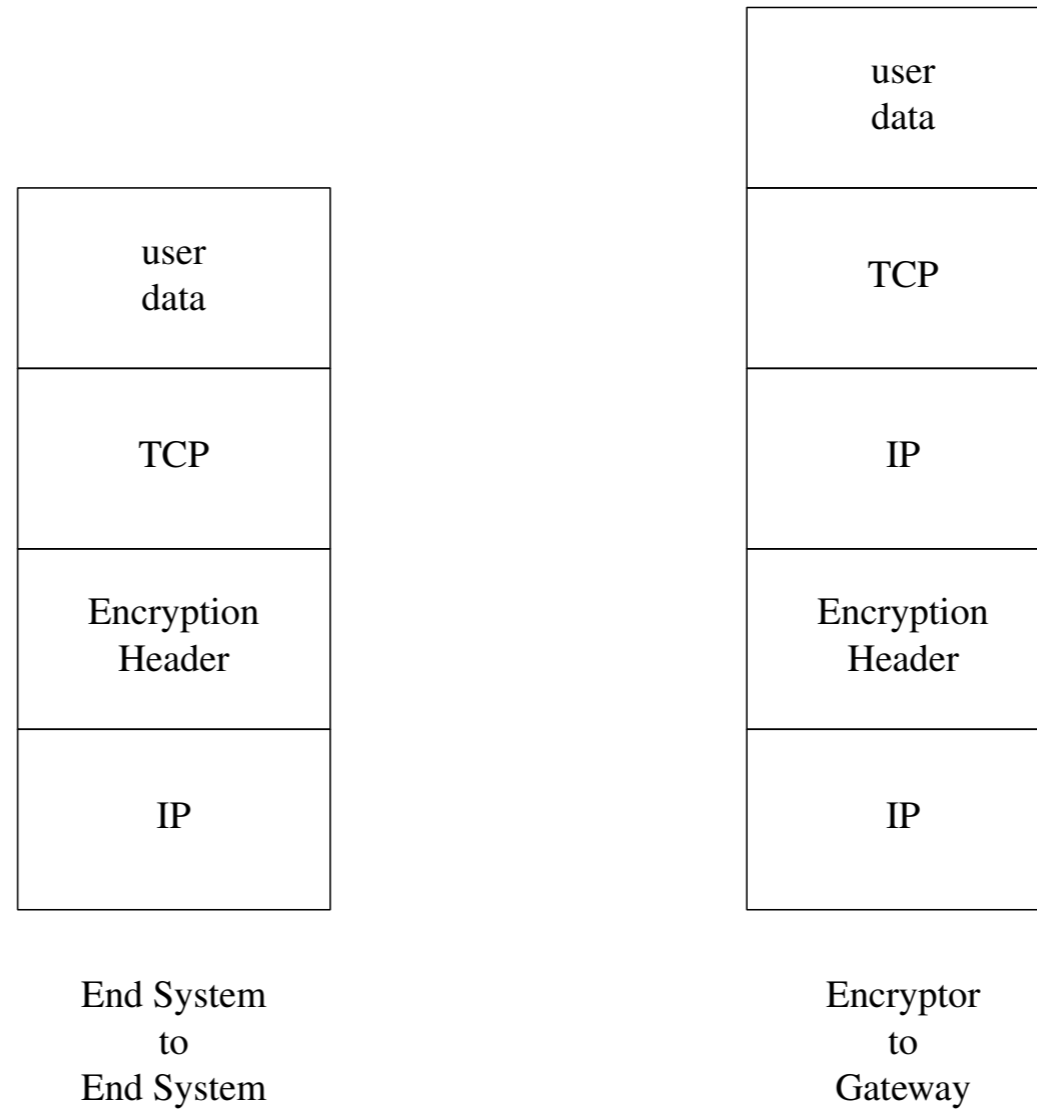 user
data
TCP
Encryption
Header
IP
End System
to
End System
user
data
TCP
IP
Encryption
Header
IP
Encryptor
to
Gateway